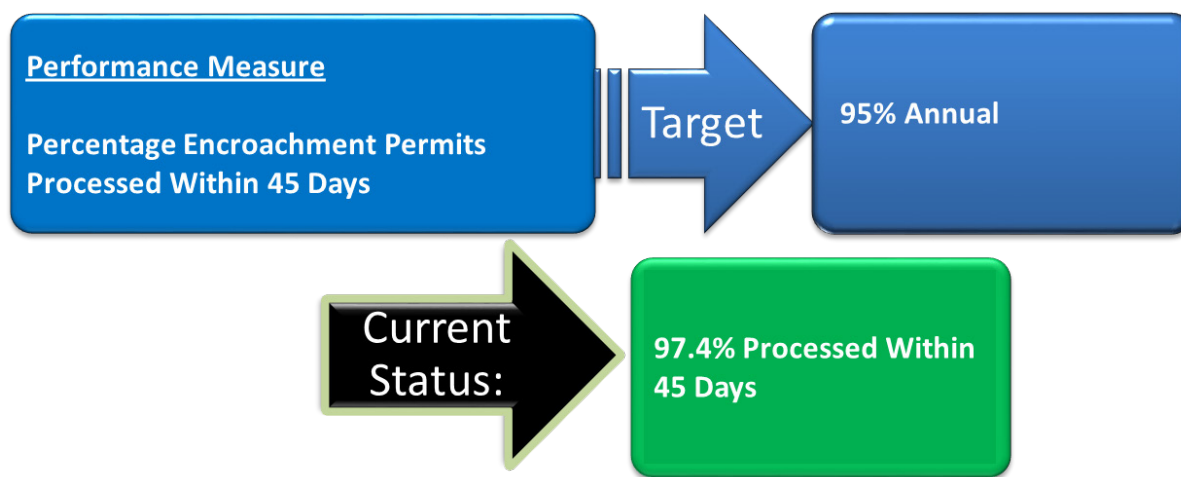 Performance Measure
Percentage Encroachment Permits
Processed Within 45 Days
Target
95% Annual
Current
Status:
97.4% Processed Within
45 Days